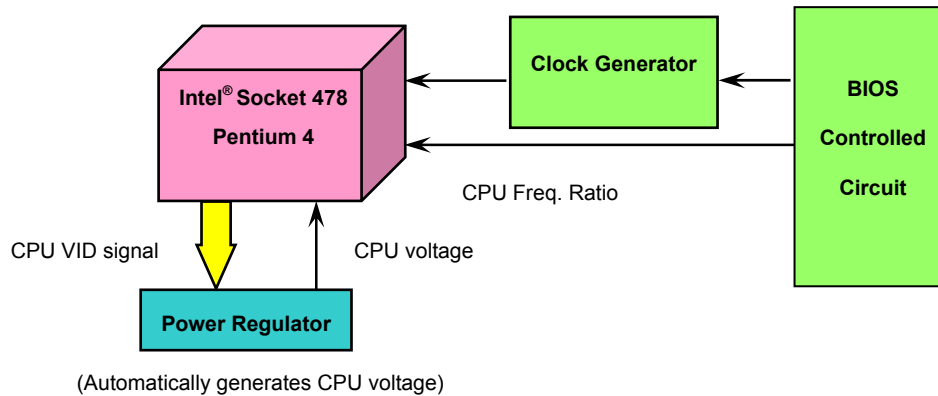 Intel® Socket 478
Pentium 4
Clock Generator
BIOS
Controlled
Circuit
CPU Freq. Ratio
CPU VID signal
CPU voltage
Power Regulator
(Automatically generates CPU voltage)